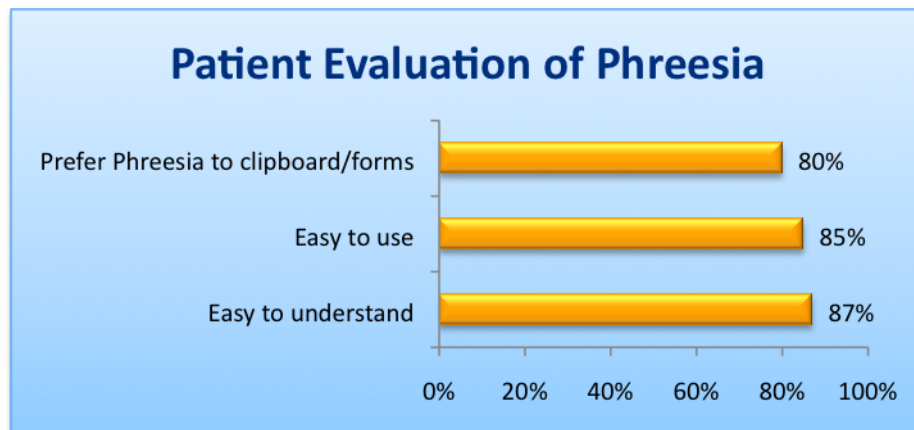 Patient Evaluation of Phreesia
Prefer Phreesia to clipboard/forms
80%
Easy to use
85%
Easy to understand
87%
0%
20%
40%
60%
80%
100%